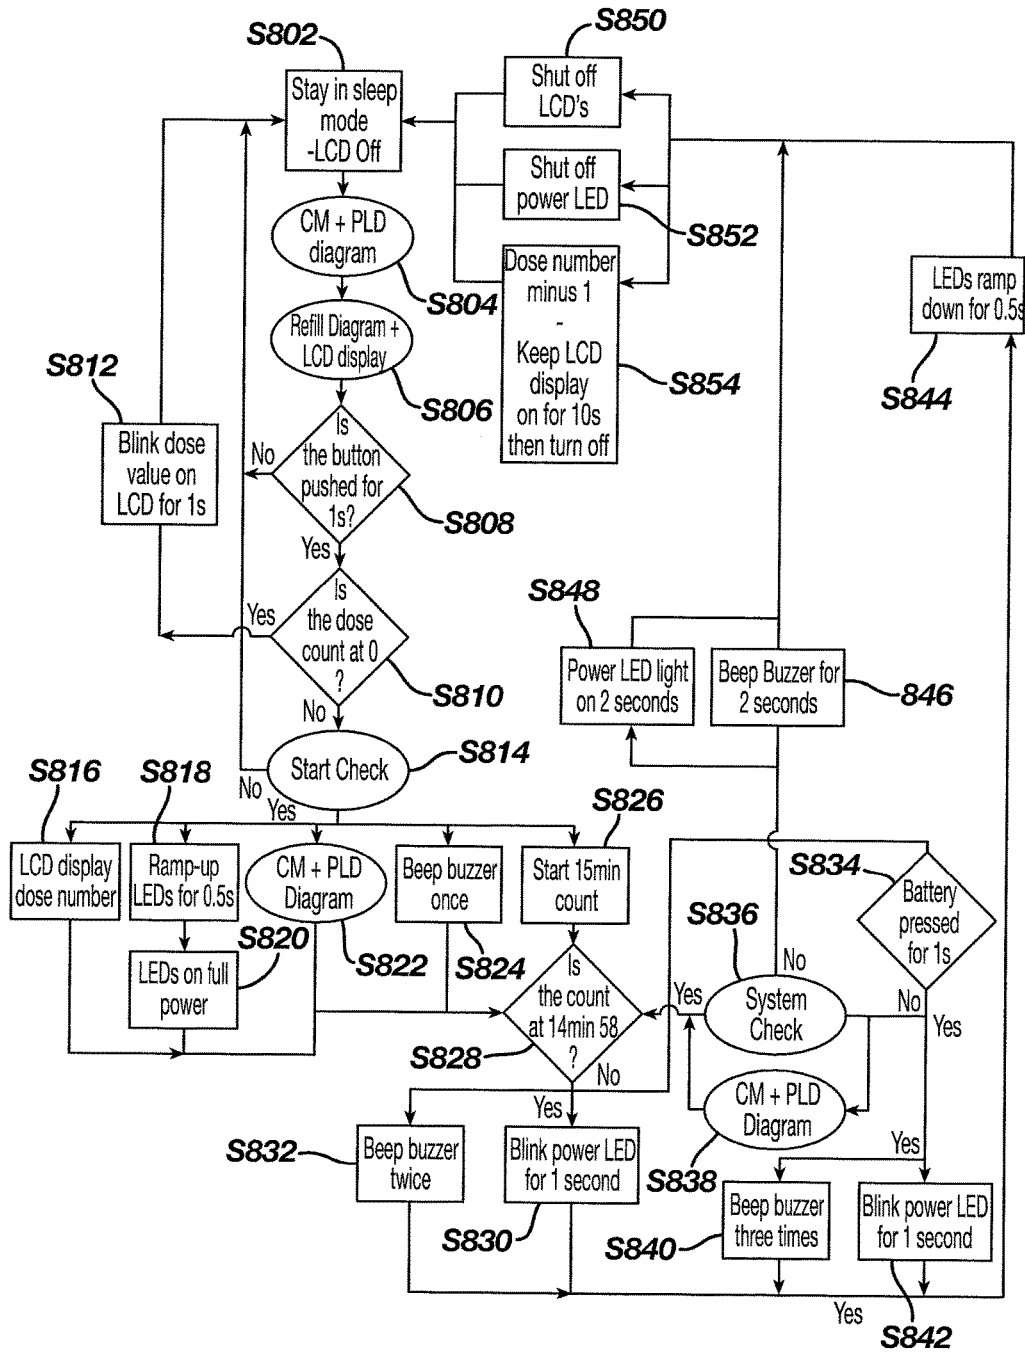 S850
S802
Shut off
LCD's
Stay in sleep
mode
-LCD Off
Shut off
power LED
S852
CM + PLD
diagram
S804
Dose number
minus 1
-
Keep LCD
display
on for 10s
then turn off
S854
LEDs ramp
down for 0.5s
S844
Refill Diagram +
LCD display
S806
S812
Blink dose
value on
LCD for 1s
No
Is
the button
pushed for
1s?
S808
Yes
Is
the dose
count at 0
?
Yes
S810
No
S848
Power LED light
on 2 seconds
Beep Buzzer for
2 seconds
846
Start Check
S814
No
Yes
S816
S818
S826
LCD display
dose number
Ramp-up
LEDs for 0.5s
CM + PLD
Diagram
Beep buzzer
once
Start 15min
count
S834
Battery
pressed
for 1s
S836
S820
S822
S824
LEDs on full
power
Is
the count
at 14min 58
?
S828
No
Yes
System
Check
No
Yes
No
CM + PLD
Diagram
S838
Yes
Yes
S832
Beep buzzer
twice
Blink power LED
for 1 second
S830
S840
Beep buzzer
three times
Blink power LED
for 1 second
Yes
S842